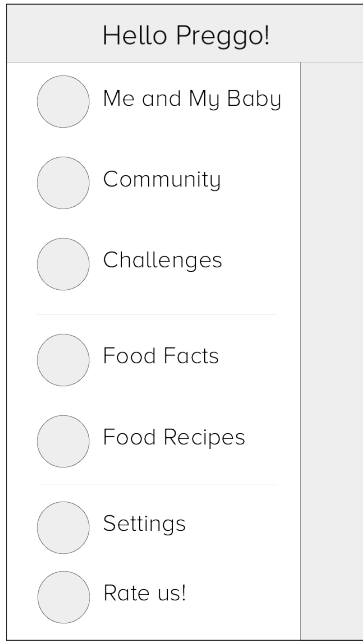 Hello Preggo!
Me and My Baby
Community
Challenges
Food Facts
Food Recipes
Settings
Rate us!